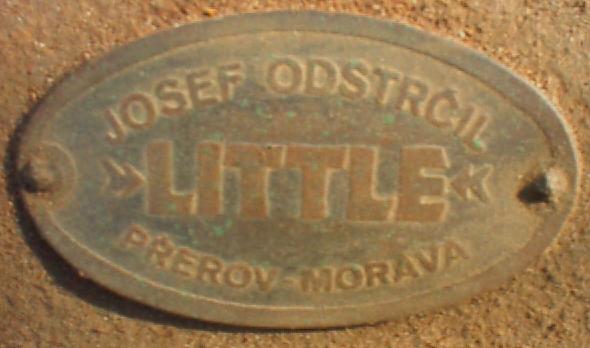 JOSEF ODSTRČIL
»LITTLE«
PŘEROV-MORAVA